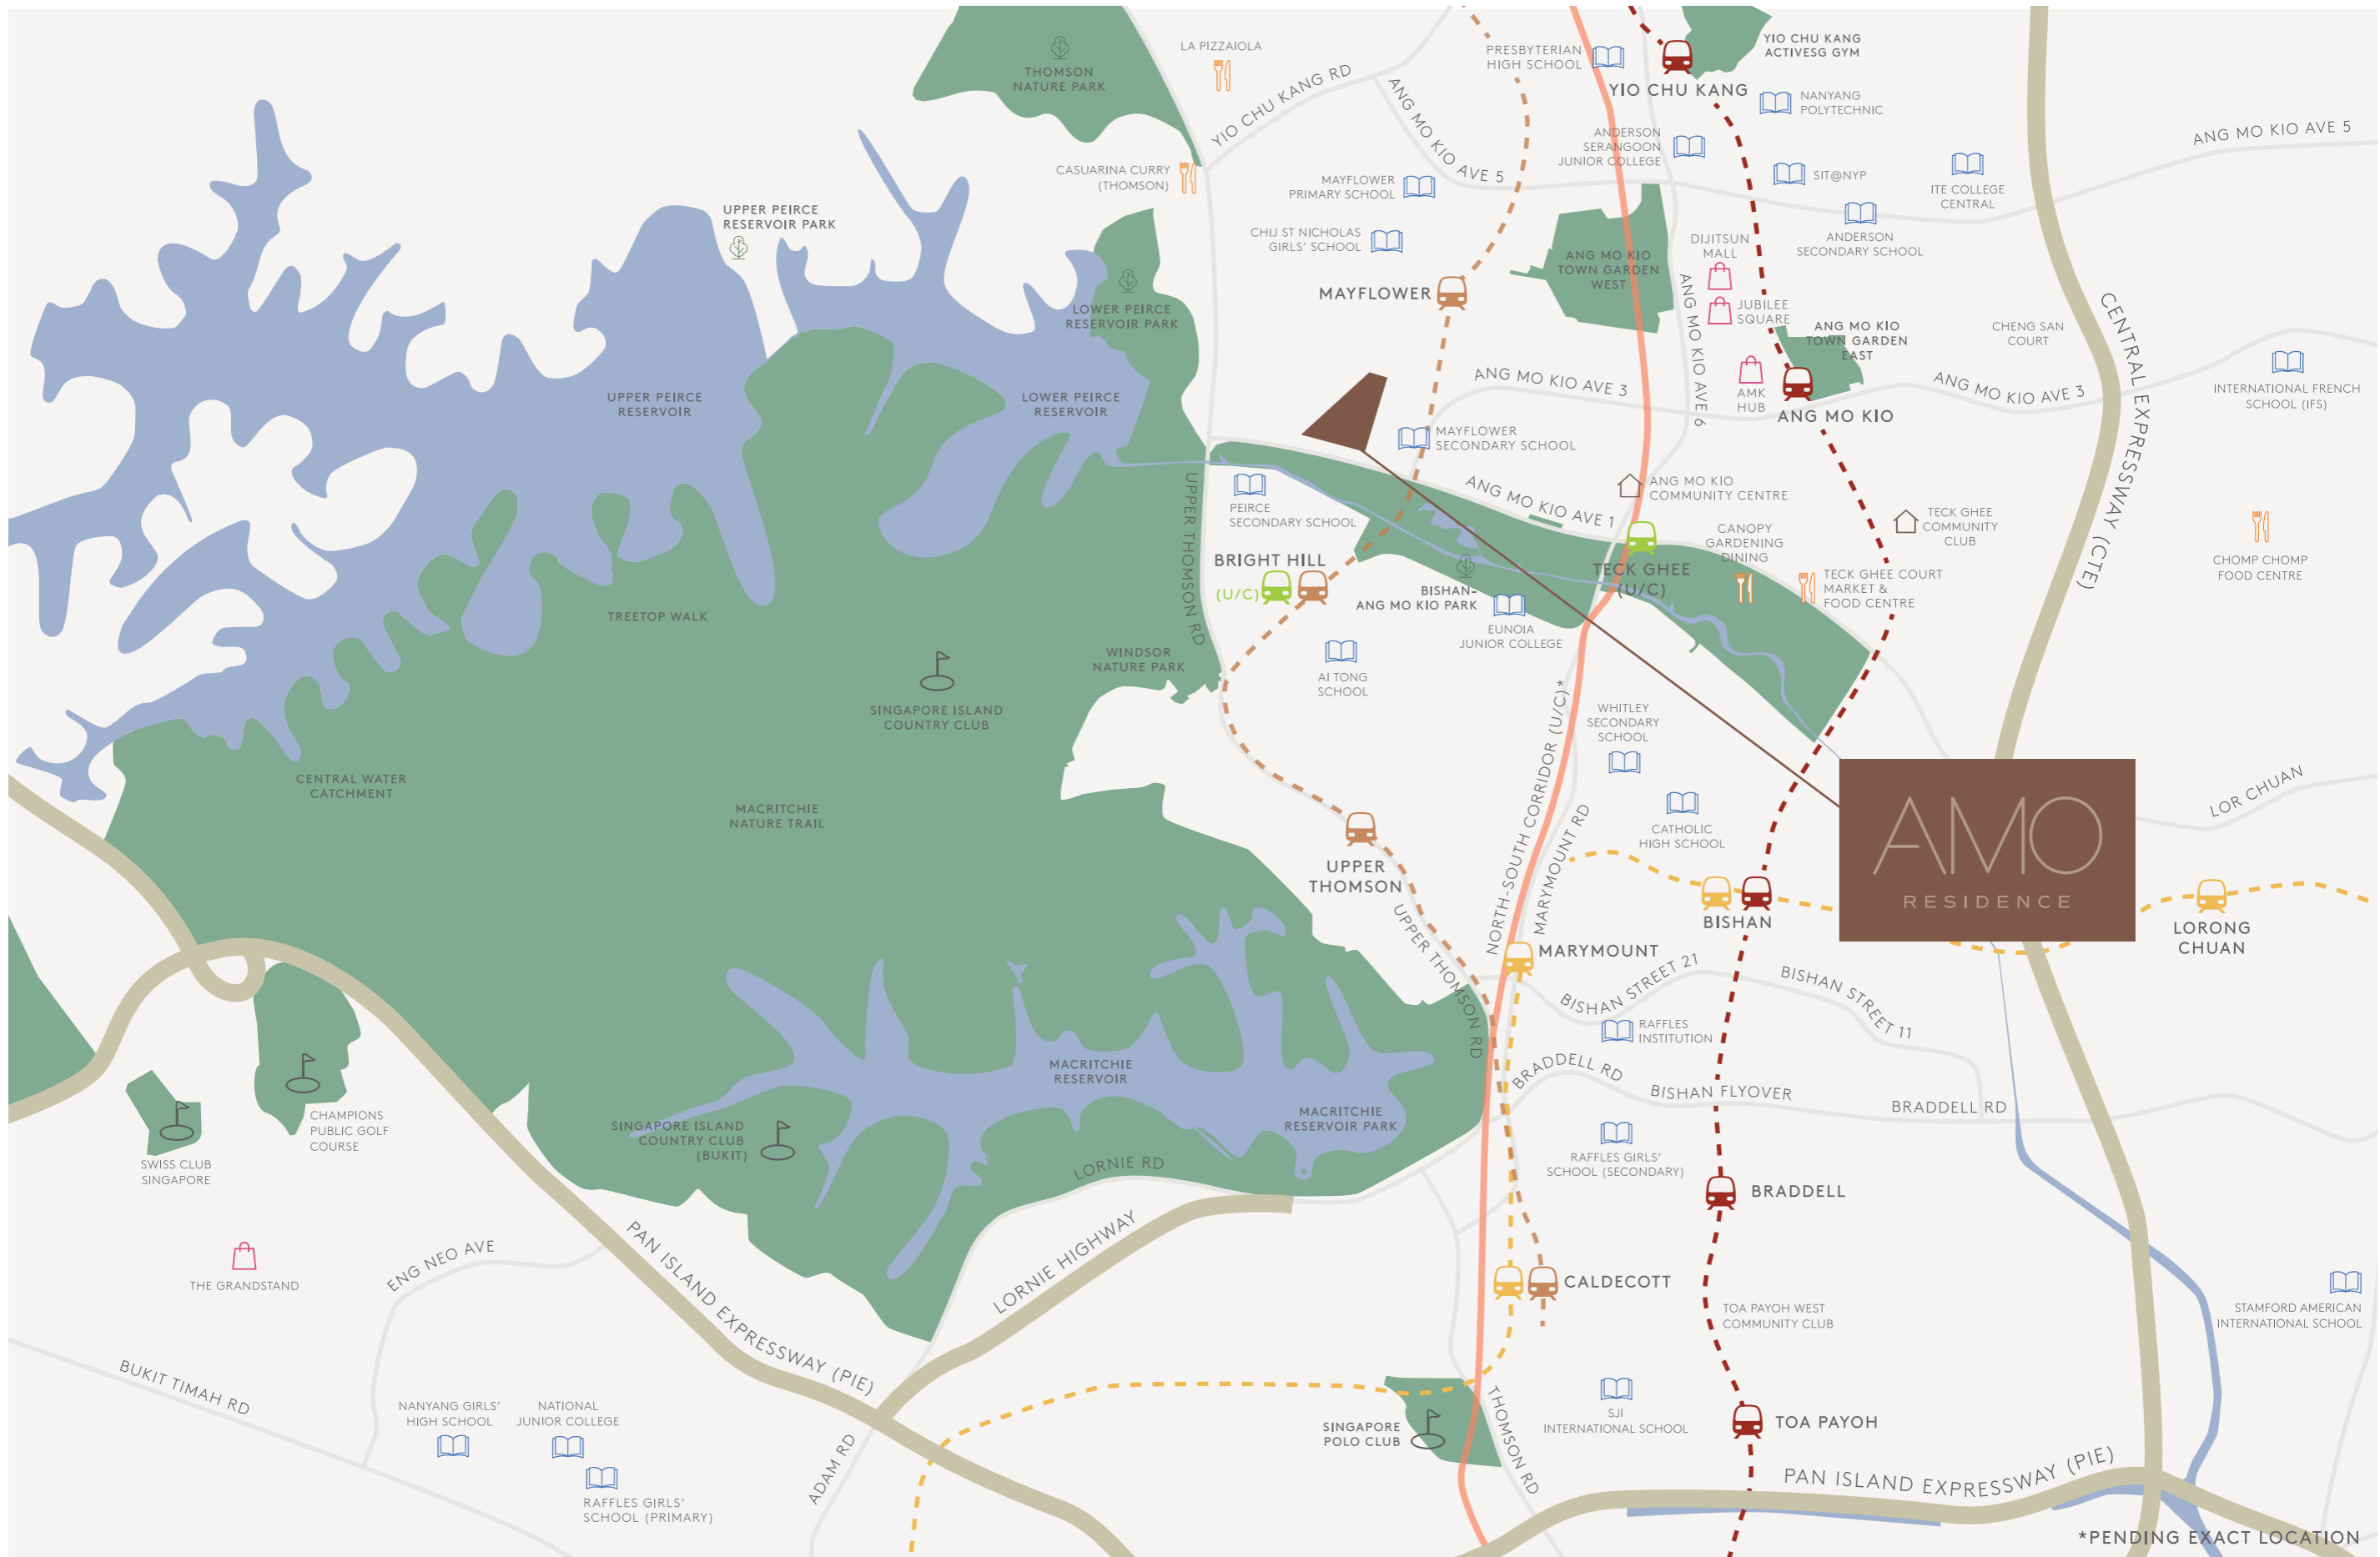 THOMSON
NATURE PARK
LA PIZZAIOLA
YIO CHU KANG RD
PRESBYTERIAN
HIGH SCHOOL
YIO CHU KANG
ACTIVESG GYM
YIO CHU KANG
NANYANG
POLYTECHNIC
ANG MO KIO AVE 5
ANDERSON
SERANGOON
JUNIOR COLLEGE
ANG MO KIO AVE 5
CASUARINA CURRY
(THOMSON)
MAYFLOWER
PRIMARY SCHOOL
SIT@NYP
ITE COLLEGE
CENTRAL
UPPER PEIRCE
RESERVOIR PARK
CHIJ ST NICHOLAS
GIRLS' SCHOOL
DIJITSUN
MALL
ANDERSON
SECONDARY SCHOOL
ANG MO KIO
TOWN GARDEN
WEST
MAYFLOWER
LOWER PEIRCE
RESERVOIR PARK
JUBILEE
SQUARE
ANG MO KIO AVE 6
ANG MO KIO
TOWN GARDEN
EAST
CHENG SAN
COURT
CENTRAL EXPRESSWAY (CTE)
UPPER PEIRCE
RESERVOIR
LOWER PEIRCE
RESERVOIR
ANG MO KIO AVE 3
AMK
HUB
ANG MO KIO
ANG MO KIO AVE 3
INTERNATIONAL FRENCH
SCHOOL (IFS)
MAYFLOWER
SECONDARY SCHOOL
UPPER THOMSON RD
PEIRCE
SECONDARY SCHOOL
ANG MO KIO AVE 1
ANG MO KIO
COMMUNITY CENTRE
CANOPY
GARDENING
DINING
TECK GHEE
COMMUNITY
CLUB
CHOMP CHOMP
FOOD CENTRE
BRIGHT HILL
(U/C)
TECK GHEE
(U/C)
TECK GHEE COURT
MARKET &
FOOD CENTRE
BISHAN-
ANG MO KIO PARK
TREETOP WALK
EUNOIA
JUNIOR COLLEGE
WINDSOR
NATURE PARK
AI TONG
SCHOOL
SINGAPORE ISLAND
COUNTRY CLUB
NORTH-SOUTH CORRIDOR (U/C)*
WHITLEY
SECONDARY
SCHOOL
CENTRAL WATER
CATCHMENT
MACRITCHIE
NATURE TRAIL
MARYMOUNT RD
CATHOLIC
HIGH SCHOOL
LOR CHUAN
AMO
RESIDENCE
UPPER
THOMSON
BISHAN
LORONG
CHUAN
UPPER THOMSON RD
MARYMOUNT
BISHAN STREET 21
BISHAN STREET 11
RAFFLES
INSTITUTION
MACRITCHIE
RESERVOIR
BRADDELL RD
BISHAN FLYOVER
BRADDELL RD
CHAMPIONS
PUBLIC GOLF
COURSE
SINGAPORE ISLAND
COUNTRY CLUB
(BUKIT)
MACRITCHIE
RESERVOIR PARK
SWISS CLUB
SINGAPORE
LORNIE RD
RAFFLES GIRLS'
SCHOOL (SECONDARY)
BRADDELL
THE GRANDSTAND
ENG NEO AVE
PAN ISLAND EXPRESSWAY (PIE)
LORNIE HIGHWAY
CALDECOTT
TOA PAYOH WEST
COMMUNITY CLUB
STAMFORD AMERICAN
INTERNATIONAL SCHOOL
BUKIT TIMAH RD
NANYANG GIRLS'
HIGH SCHOOL
NATIONAL
JUNIOR COLLEGE
RAFFLES GIRLS'
SCHOOL (PRIMARY)
ADAM RD
SINGAPORE
POLO CLUB
THOMSON RD
SJI
INTERNATIONAL SCHOOL
TOA PAYOH
PAN ISLAND EXPRESSWAY (PIE)
*PENDING EXACT LOCATION